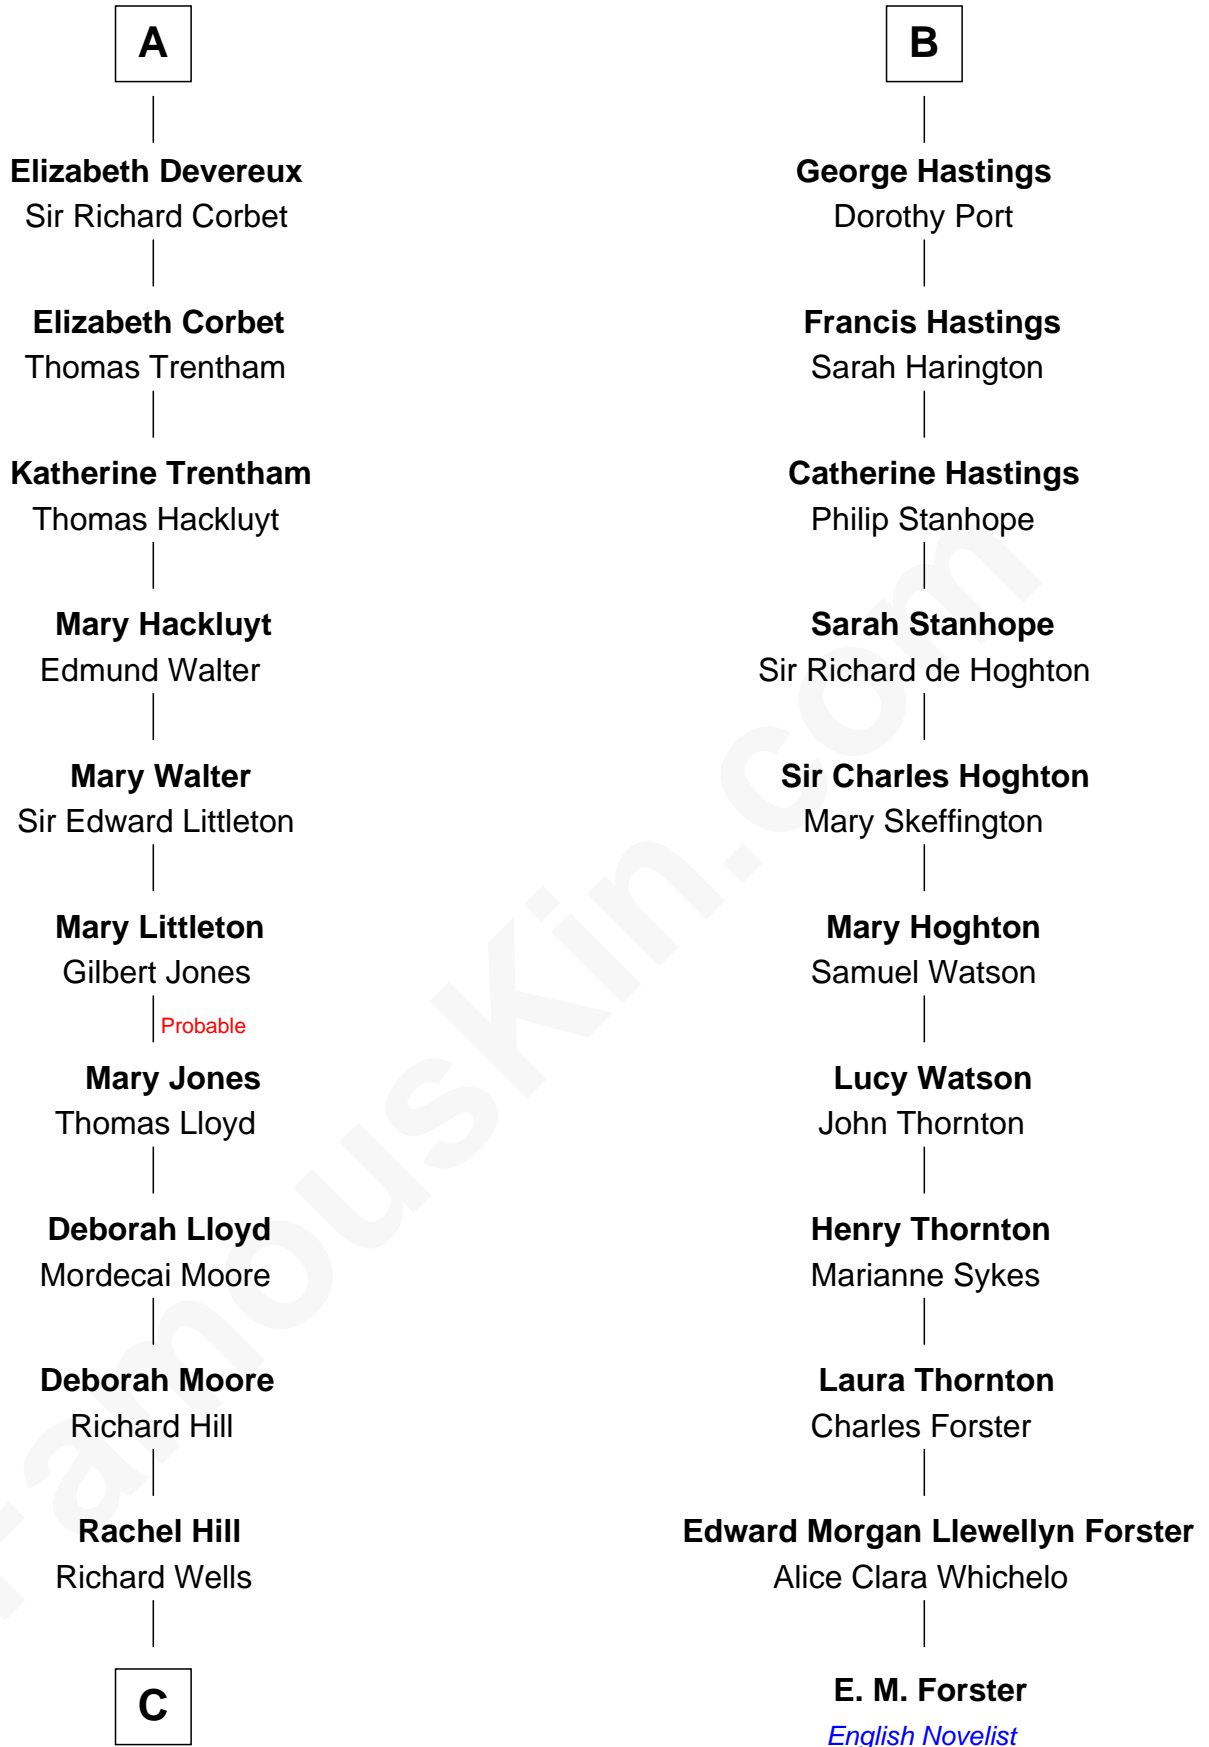 A
Elizabeth Devereux
Sir Richard Corbet
Elizabeth Corbet
Thomas Trentham
Katherine Trentham
Thomas Hackluyt
Mary Hackluyt
Edmund Walter
Mary Walter
Sir Edward Littleton
Mary Littleton
Gilbert Jones
Probable
Mary Jones
Thomas Lloyd
Deborah Lloyd
Mordecai Moore
Deborah Moore
Richard Hill
Rachel Hill
Richard Wells
C
B
George Hastings
Dorothy Port
Francis Hastings
Sarah Harington
Catherine Hastings
Philip Stanhope
Sarah Stanhope
Sir Richard de Hoghton
Sir Charles Hoghton
Mary Skeffington
Mary Hoghton
Samuel Watson
Lucy Watson
John Thornton
Henry Thornton
Marianne Sykes
Laura Thornton
Charles Forster
Edward Morgan Llewellyn Forster
Alice Clara Whichelo
E. M. Forster
English Novelist
FamousKin.com